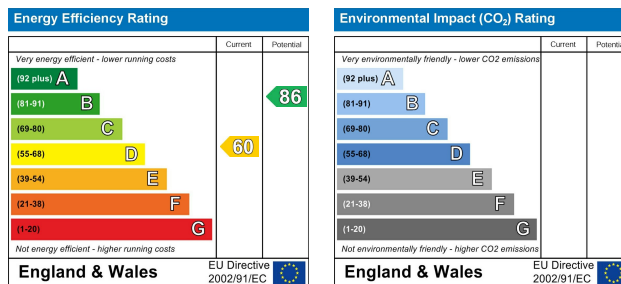 Energy Efficiency Rating
Current Potential
Very energy efficient - lower running costs
(92 plus) A
(81-91) B
(69-80) C
(55-68) D
(39-54) E
(21-38) F
(1-20) G
60
86
Not energy efficient - higher running costs
England & Wales
EU Directive
2002/91/EC
Environmental Impact (CO₂) Rating
Current Potentia
Very environmentally friendly - lower CO2 emissions
(92 plus) A
(81-91) B
(69-80) C
(55-68) D
(39-54) E
(21-38) F
(1-20) G
Not environmentally friendly - higher CO2 emissions
England & Wales
EU Directive
2002/91/EC